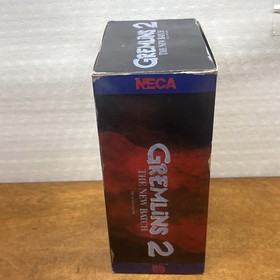 GREMLINS 2
THE NEW BATCH
NECA
GREMLINS 2
THE NEW BATCH